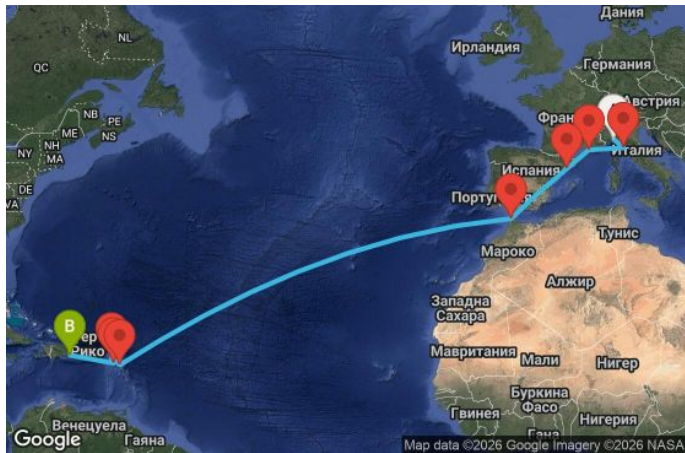 Дания
NL
Ирландия
QC
Германия
NB
PE
Австрия
ME
NS
Фран
NH
NY
MA
Италия
Испания
DE
VA
Тунис
Мароко
Алжир
Западна
Сахара
B
Рико
Мавритания
Мали
Нигер
Буркина
Фасо
Гвинея
Венецуела
Нигерия
Гаяна
Google
Map data ©2026 Google Imagery ©2026 NASA